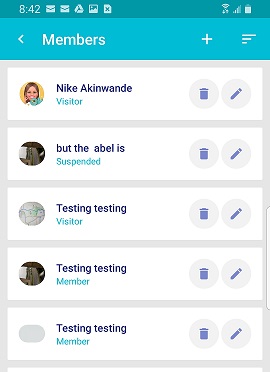 8:42
Members
Nike Akinwande
Visitor
but the abel is
Suspended
Testing testing
Visitor
Testing testing
Member
Testing testing
Member